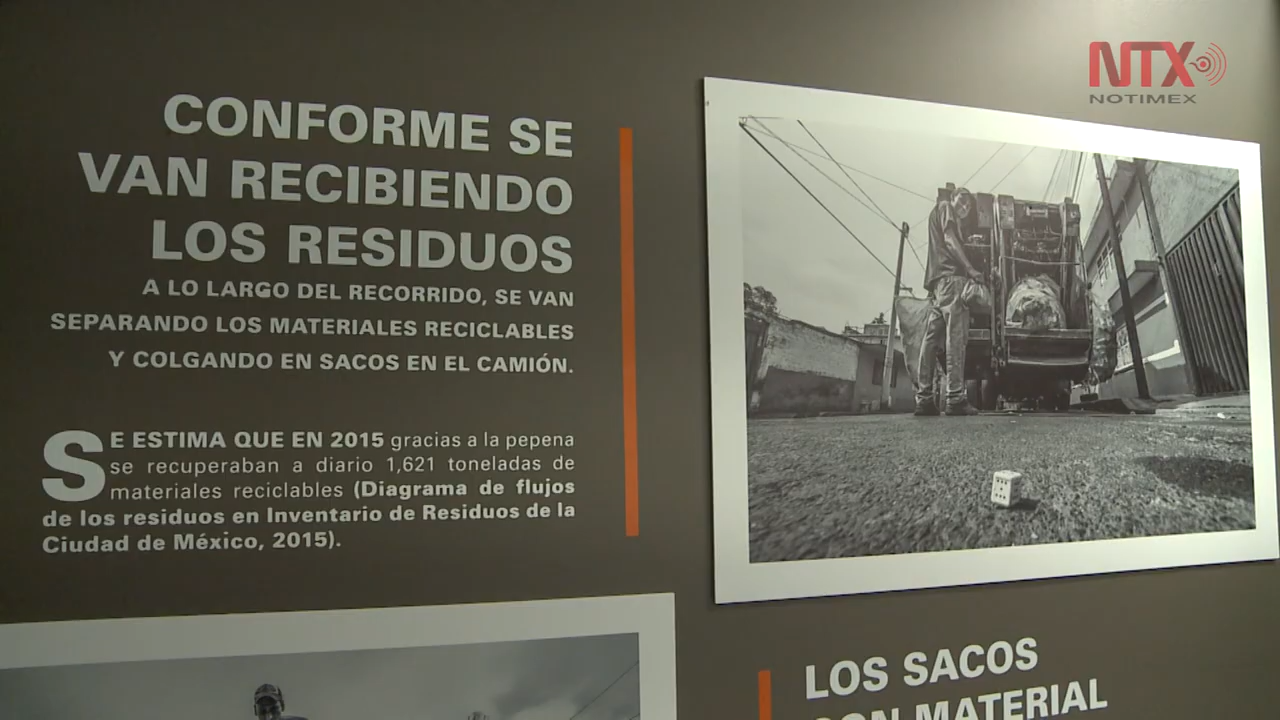 NTX
NOTIMEX
CONFORME SE
VAN RECIBIENDO
LOS RESIDUOS
A LO LARGO DEL RECORRIDO, SE VAN
SEPARANDO LOS MATERIALES RECICLABLES
Y COLGANDO EN SACOS EN EL CAMIÓN.
SE ESTIMA QUE EN 2015 gracias a la pepena
se recuperaban a diario 1,621 toneladas de
materiales reciclables (Diagrama de flujos
de los residuos en Inventario de Residuos de la
Ciudad de México, 2015).
LOS SACOS
CON MATERIAL